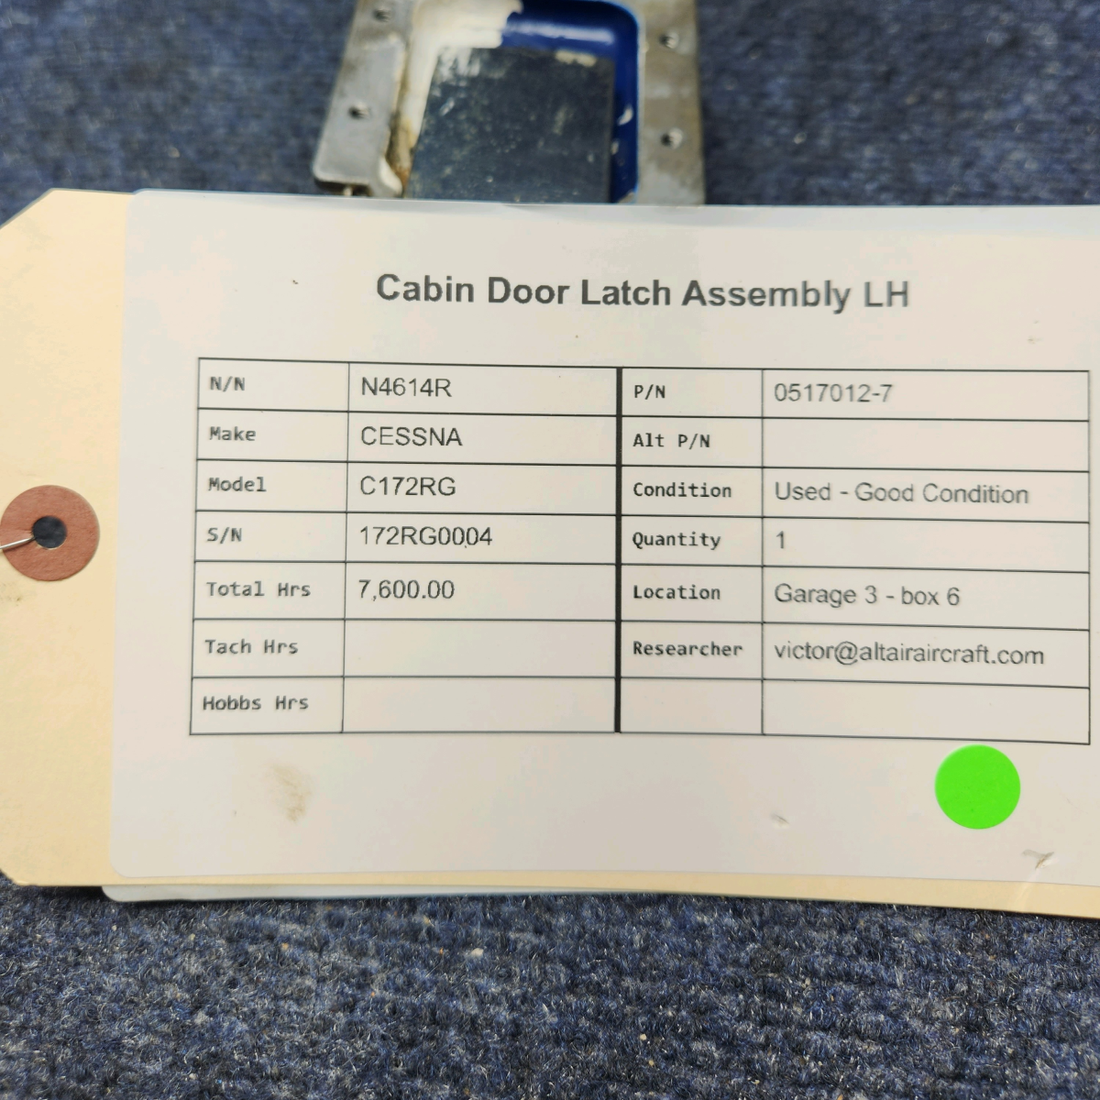 Cabin Door Latch Assembly LH
N/N N4614R P/N 0517012-7
Make CESSNA Alt P/N
Model C172RG Condition Used - Good Condition
S/N 172RG0004 Quantity 1
Total Hrs 7,600.00 Location Garage 3 - box 6
Tach Hrs Researcher victor@altairaircraft.com
Hobbs Hrs